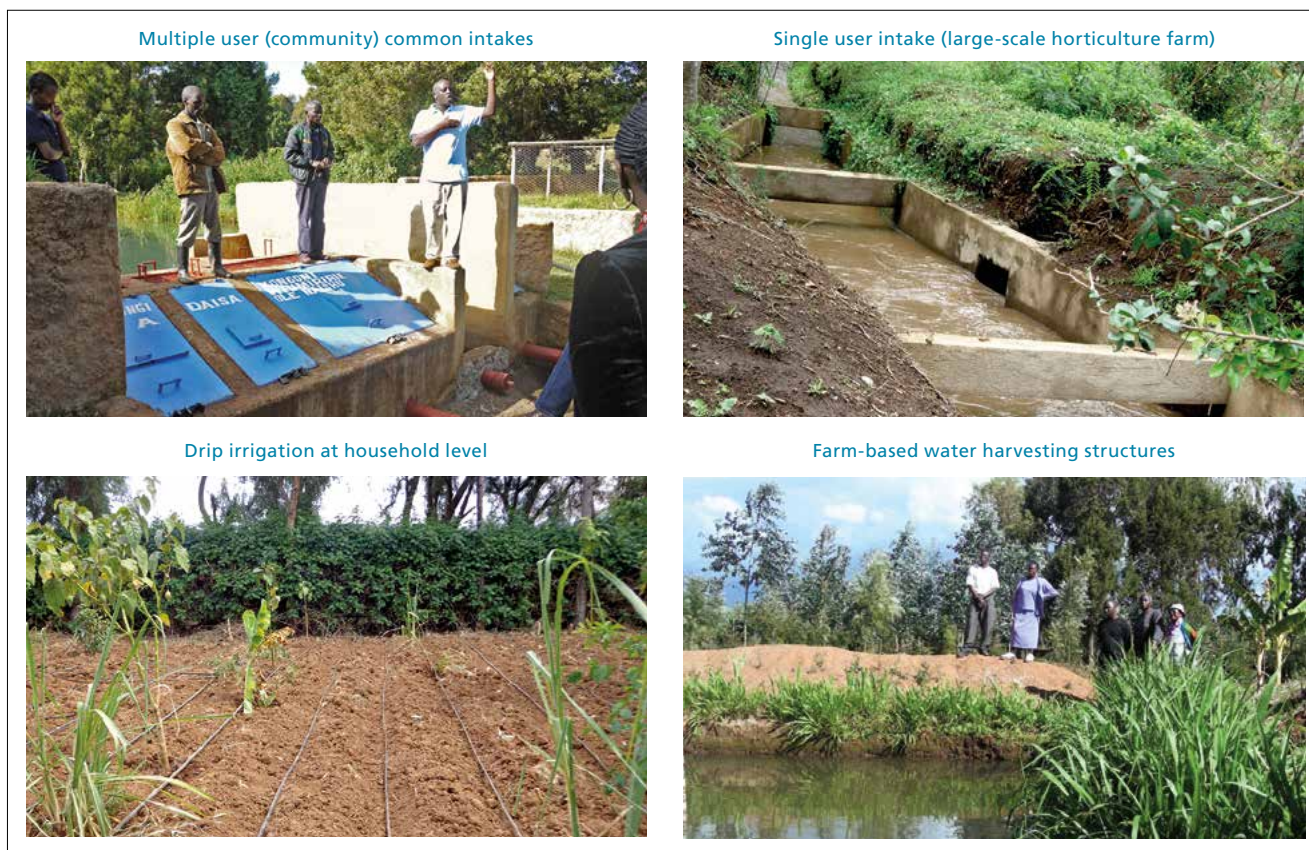 Multiple user (community) common intakes
Single user intake (large-scale horticulture farm)
NGI
A
DAISA
Drip irrigation at household level
Farm-based water harvesting structures